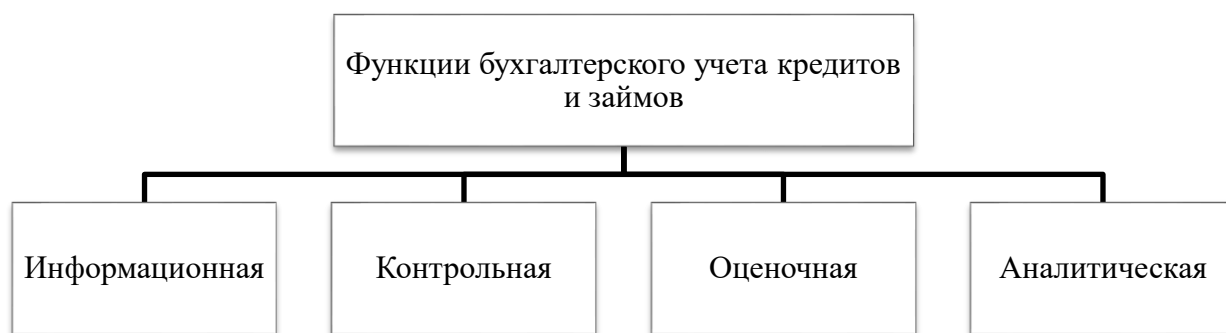 Функции бухгалтерского учета кредитов
и займов
Информационная
Контрольная
Оценочная
Аналитическая